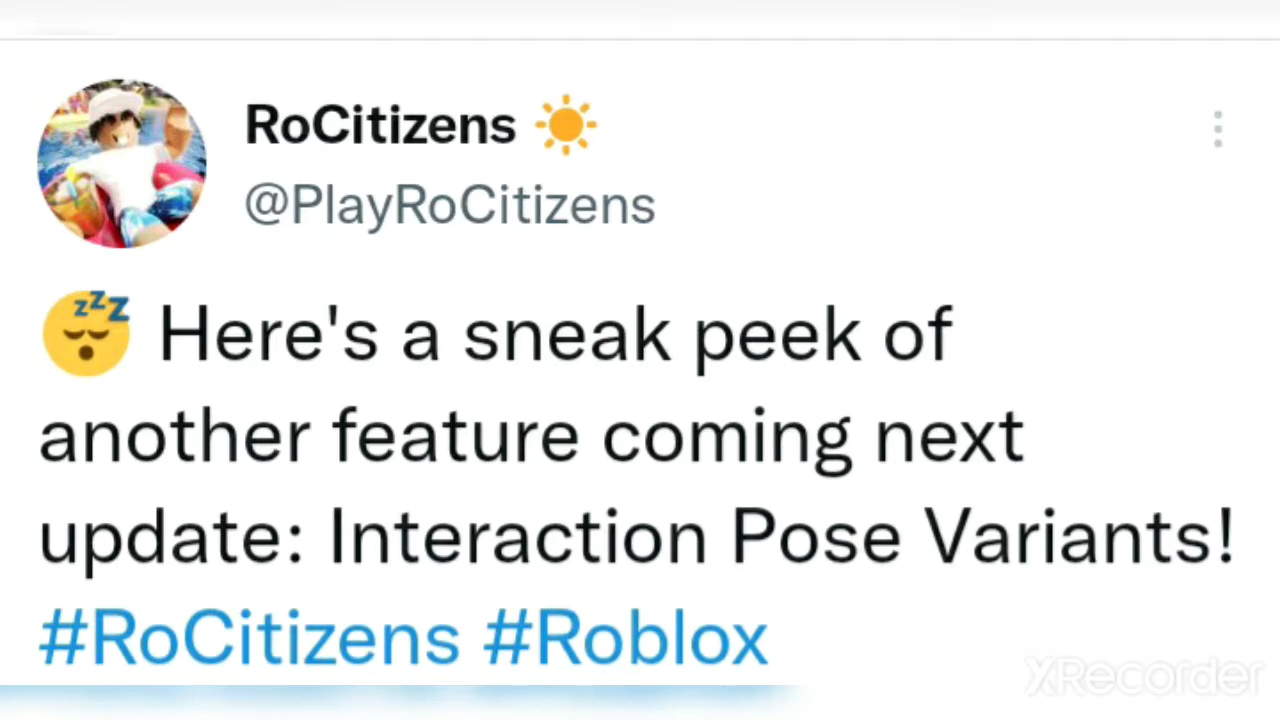 RoCitizens ☀️
@PlayRoCitizens
😴 Here's a sneak peek of
another feature coming next
update: Interaction Pose Variants!
#RoCitizens #Roblox
XRecorder